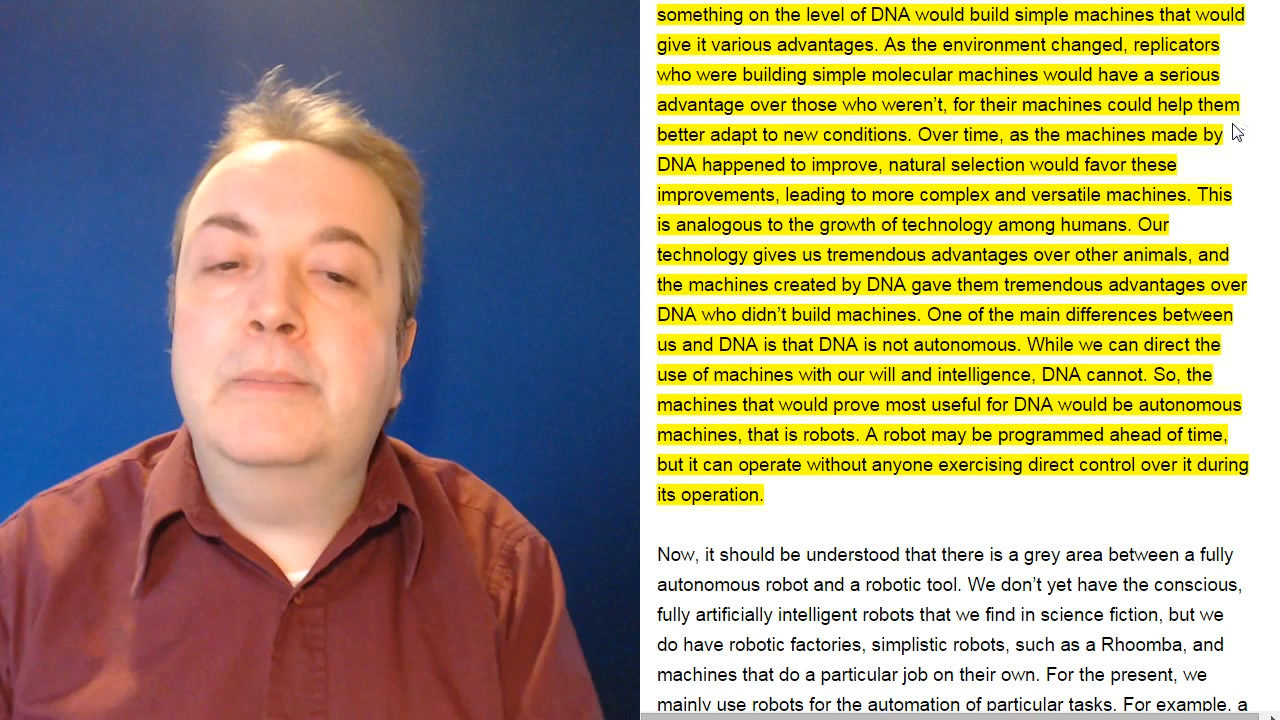 something on the level of DNA would build simple machines that would
give it various advantages. As the environment changed, replicators
who were building simple molecular machines would have a serious
advantage over those who weren’t, for their machines could help them
better adapt to new conditions. Over time, as the machines made by
DNA happened to improve, natural selection would favor these
improvements, leading to more complex and versatile machines. This
is analogous to the growth of technology among humans. Our
technology gives us tremendous advantages over other animals, and
the machines created by DNA gave them tremendous advantages over
DNA who didn’t build machines. One of the main differences between
us and DNA is that DNA is not autonomous. While we can direct the
use of machines with our will and intelligence, DNA cannot. So, the
machines that would prove most useful for DNA would be autonomous
machines, that is robots. A robot may be programmed ahead of time,
but it can operate without anyone exercising direct control over it during
its operation.
Now, it should be understood that there is a grey area between a fully
autonomous robot and a robotic tool. We don’t yet have the conscious,
fully artificially intelligent robots that we find in science fiction, but we
do have robotic factories, simplistic robots, such as a Rhoomba, and
machines that do a particular job on their own. For the present, we
mainly use robots for the automation of particular tasks. For example, a